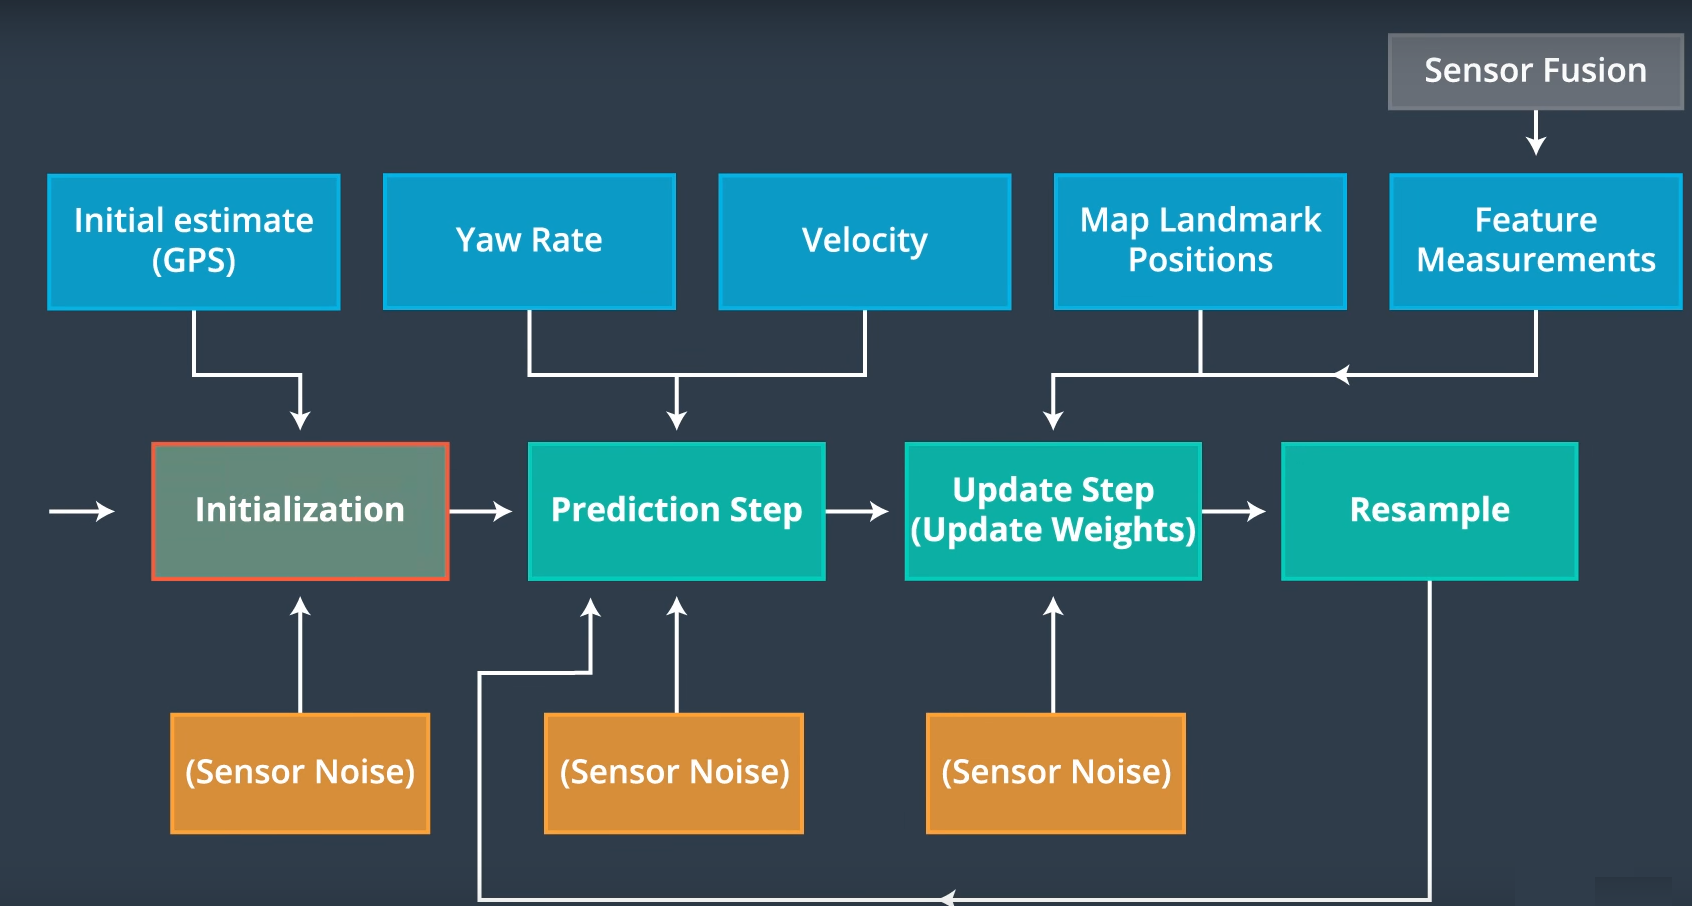 Sensor Fusion
Initial estimate
(GPS)
Yaw Rate
Velocity
Map Landmark
Positions
Feature
Measurements
Initialization
Prediction Step
Update Step
(Update Weights)
Resample
(Sensor Noise)
(Sensor Noise)
(Sensor Noise)